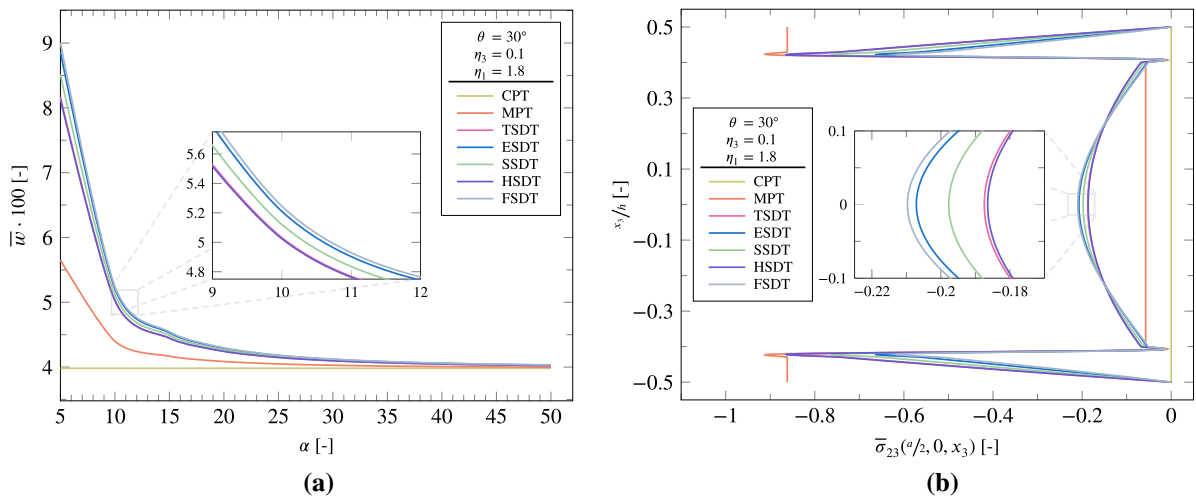 9
8
7
6
5
4
5
10
15
20
25
30
35
40
45
50
w̅ · 100 [-]
α [-]
θ = 30°
η₃ = 0.1
η₁ = 1.8
CPT
MPT
TSDT
ESDT
SSDT
HSDT
FSDT
5.6
5.4
5.2
5
4.8
9
10
11
12
(a)
0.5
0.3
0.1
−0.1
−0.3
−0.5
−1
−0.8
−0.6
−0.4
−0.2
0
x₃/h [-]
σ̅₂₃(a/2, 0, x₃) [-]
θ = 30°
η₃ = 0.1
η₁ = 1.8
CPT
MPT
TSDT
ESDT
SSDT
HSDT
FSDT
0.1
0
−0.1
−0.22
−0.2
−0.18
(b)